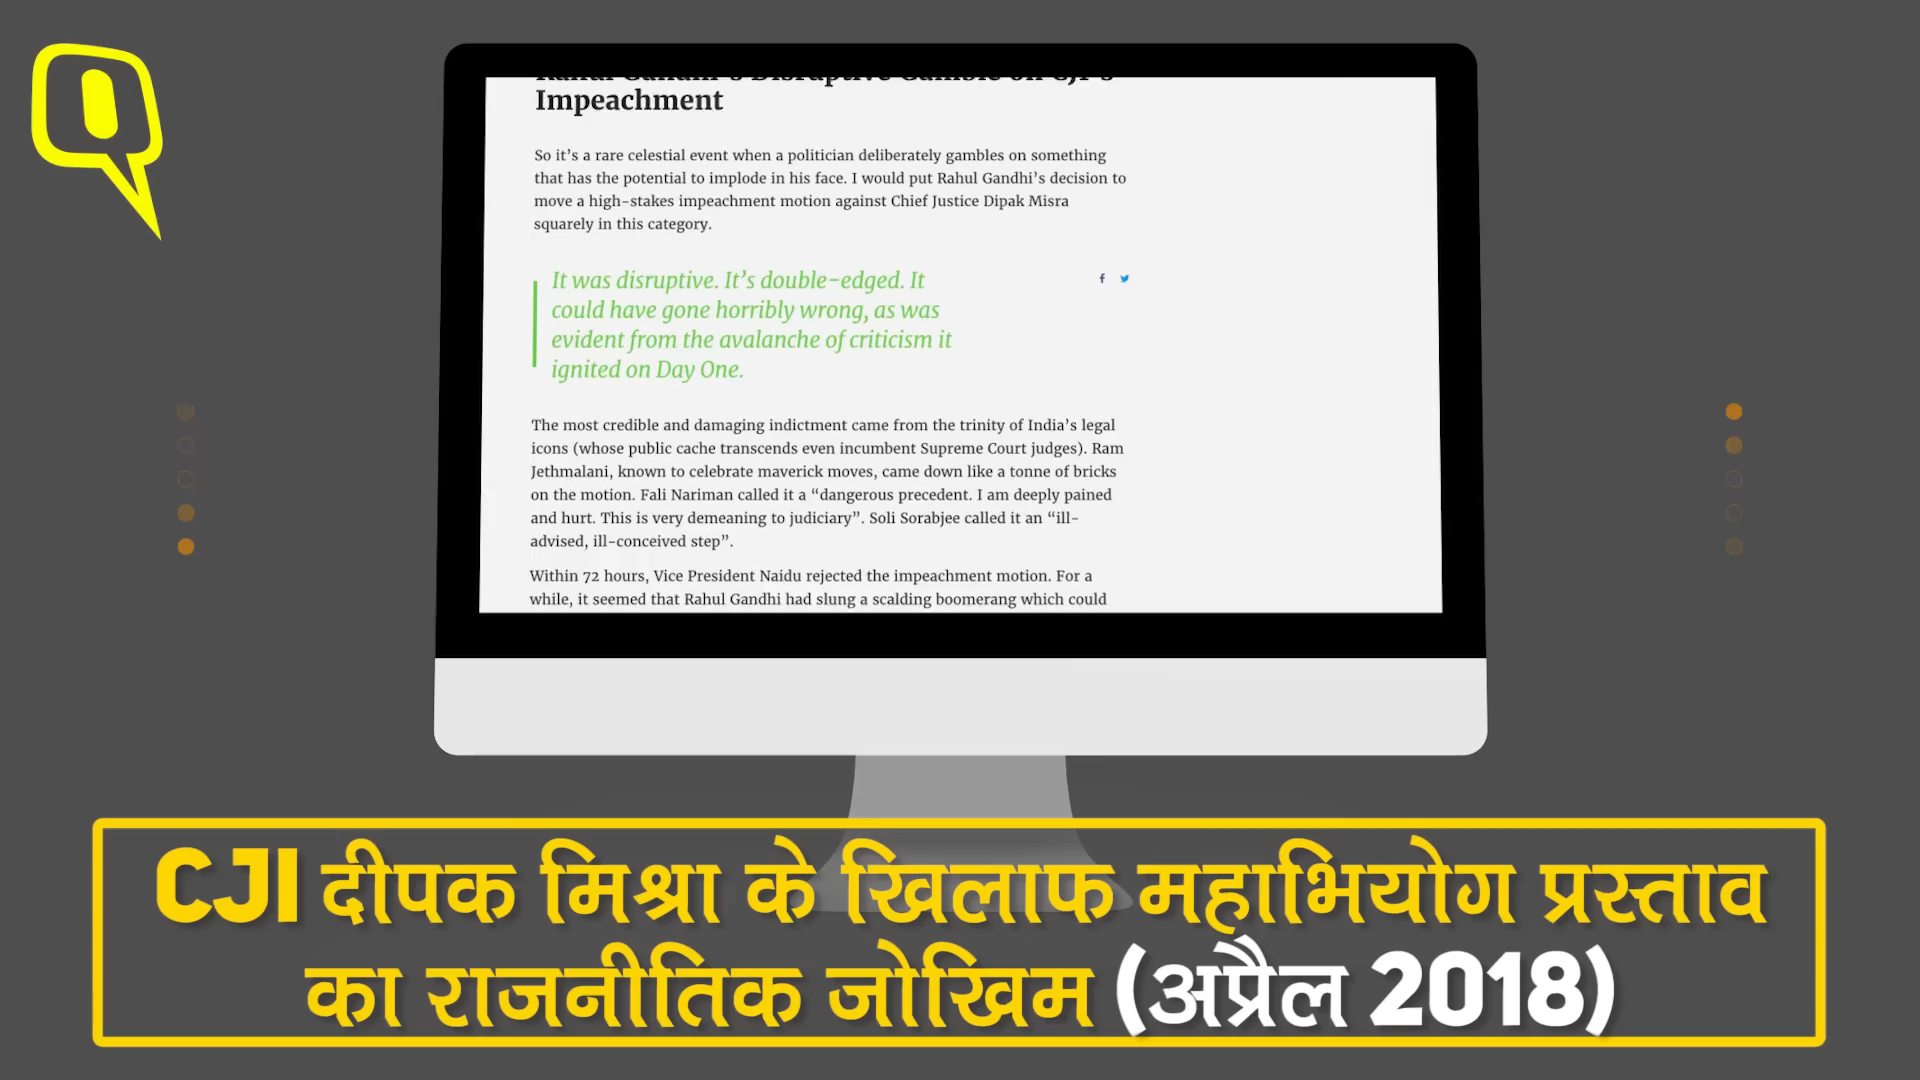 Rahul Gandhi's Disruptive Gamble on CJI's
Impeachment
So it's a rare celestial event when a politician deliberately gambles on something
that has the potential to implode in his face. I would put Rahul Gandhi's decision to
move a high-stakes impeachment motion against Chief Justice Dipak Misra
squarely in this category.
It was disruptive. It's double-edged. It
could have gone horribly wrong, as was
evident from the avalanche of criticism it
ignited on Day One.
The most credible and damaging indictment came from the trinity of India's legal
icons (whose public cache transcends even incumbent Supreme Court judges). Ram
Jethmalani, known to celebrate maverick moves, came down like a tonne of bricks
on the motion. Fali Nariman called it a “dangerous precedent. I am deeply pained
and hurt. This is very demeaning to judiciary”. Soli Sorabjee called it an “ill-
advised, ill-conceived step”.
Within 72 hours, Vice President Naidu rejected the impeachment motion. For a
while, it seemed that Rahul Gandhi had slung a scalding boomerang which could
CJI दीपक मिश्रा के खिलाफ महाभियोग प्रस्ताव
का राजनीतिक जोखिम (अप्रैल 2018)